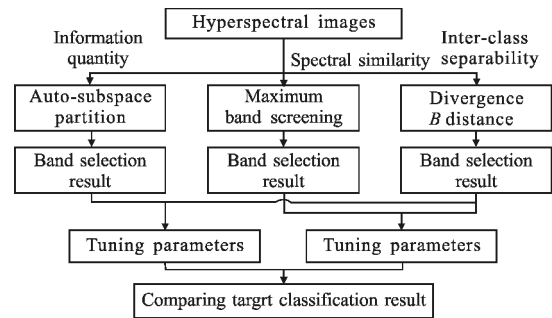 Hyperspectral images
Information
quantity
Spectral similarity
Inter-class
separability
Auto-subspace
partition
Maximum
band screening
Divergence
B distance
Band selection
result
Band selection
result
Band selection
result
Tuning parameters
Tuning parameters
Comparing targrt classification result